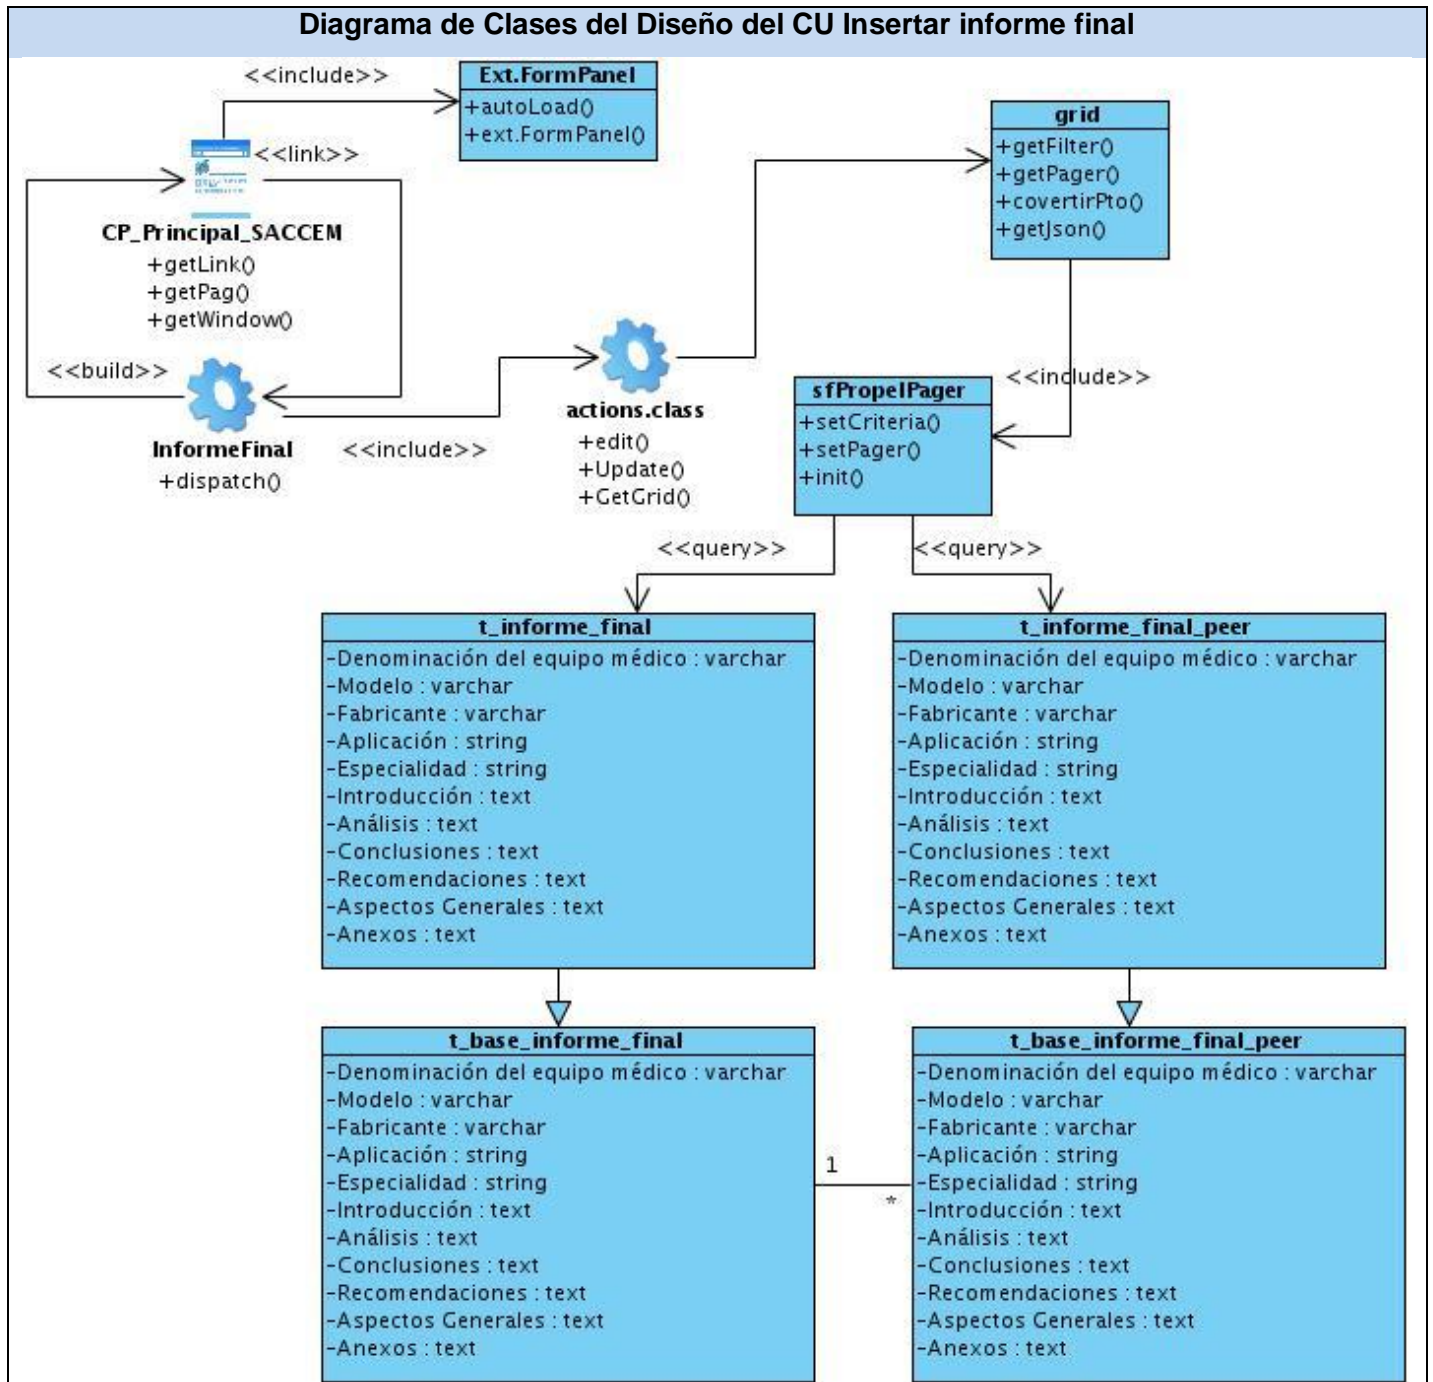 Diagrama de Clases del Diseño del CU Insertar informe final
<<include>>
Ext.FormPanel
+autoLoad()
+ext.FormPanel()
<<link>>
CP_Principal_SACCEM
+getLink()
+getPag()
+getWindow()
grid
+getFilter()
+getPager()
+covertirPto()
+getJson()
<<build>>
InformeFinal
+dispatch()
<<include>>
actions.class
+edit()
+Update()
+GetGrid()
<<include>>
sfPropelPager
+setCriteria()
+setPager()
+init()
<<query>>
<<query>>
t_informe_final
-Denominación del equipo médico : varchar
-Modelo : varchar
-Fabricante : varchar
-Aplicación : string
-Especialidad : string
-Introducción : text
-Análisis : text
-Conclusiones : text
-Recomendaciones : text
-Aspectos Generales : text
-Anexos : text
t_informe_final_peer
-Denominación del equipo médico : varchar
-Modelo : varchar
-Fabricante : varchar
-Aplicación : string
-Especialidad : string
-Introducción : text
-Análisis : text
-Conclusiones : text
-Recomendaciones : text
-Aspectos Generales : text
-Anexos : text
t_base_informe_final
-Denominación del equipo médico : varchar
-Modelo : varchar
-Fabricante : varchar
-Aplicación : string
-Especialidad : string
-Introducción : text
-Análisis : text
-Conclusiones : text
-Recomendaciones : text
-Aspectos Generales : text
-Anexos : text
1
*
t_base_informe_final_peer
-Denominación del equipo médico : varchar
-Modelo : varchar
-Fabricante : varchar
-Aplicación : string
-Especialidad : string
-Introducción : text
-Análisis : text
-Conclusiones : text
-Recomendaciones : text
-Aspectos Generales : text
-Anexos : text